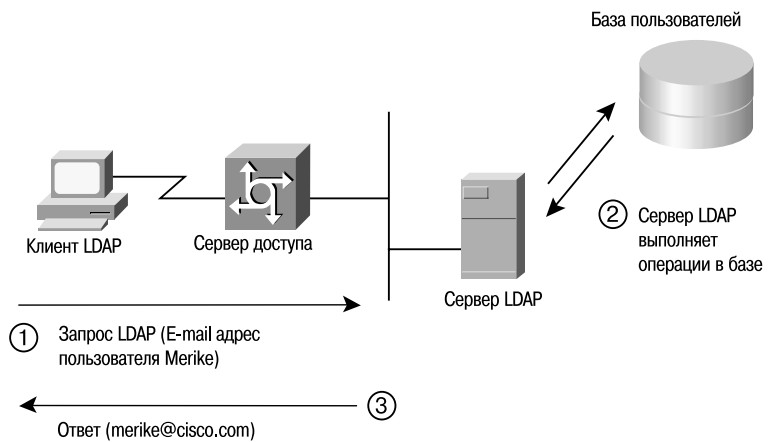 База пользователей
Клиент LDAP
Сервер доступа
Сервер LDAP
2 Сервер LDAP
выполняет
операции в базе
1 Запрос LDAP (E-mail адрес
пользователя Merike)
3
Ответ (merike@cisco.com)